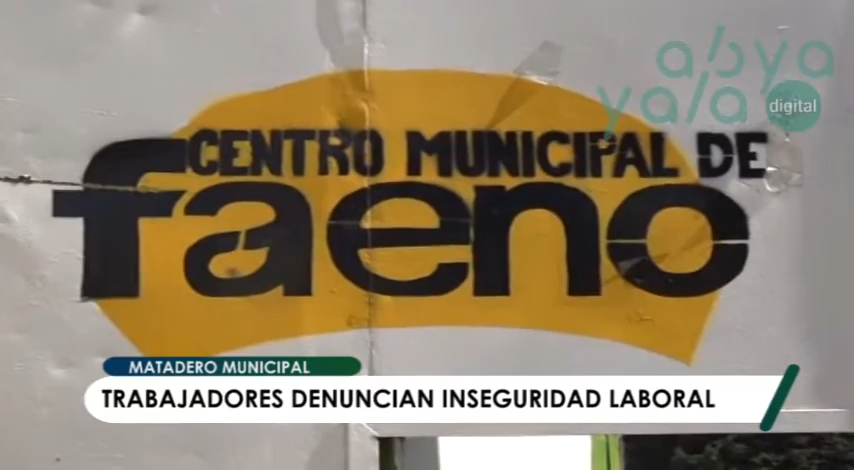 abya
yala digital
CENTRO MUNICIPAL DE
faeno
MATADERO MUNICIPAL
TRABAJADORES DENUNCIAN INSEGURIDAD LABORAL